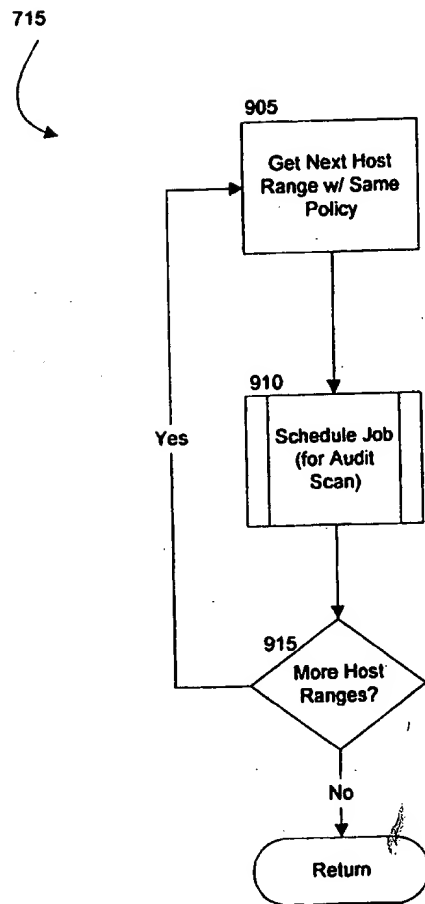 715
905
Get Next Host
Range w/ Same
Policy
910
Schedule Job
(for Audit
Scan)
Yes
915
More Host
Ranges?
No
Return